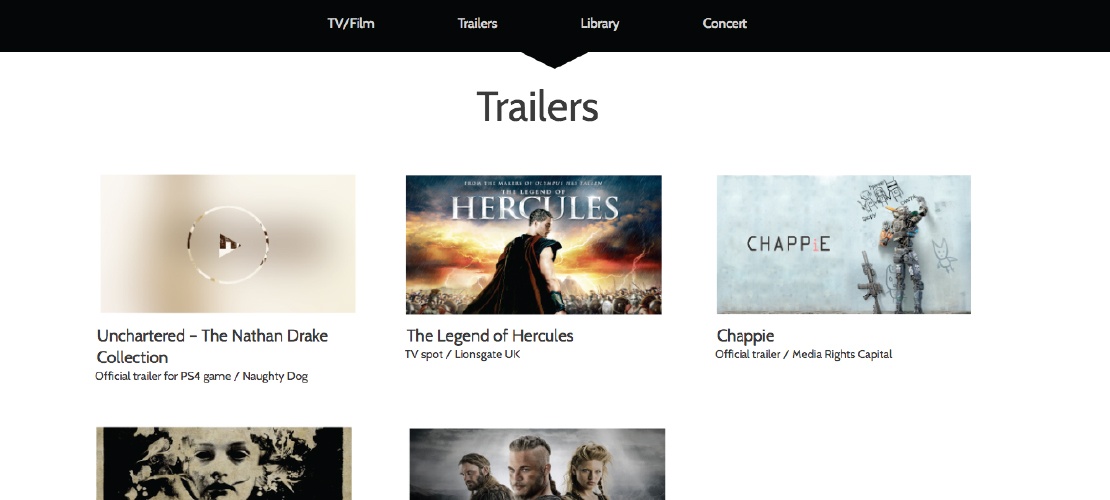 TV/Film Trailers Library Concert
Trailers
FROM THE MAKERS OF OLYMPUS HAS FALLEN
THE LEGEND OF
HERCULES
CHAPPiE
Unchartered – The Nathan Drake
Collection
Official trailer for PS4 game / Naughty Dog
The Legend of Hercules
TV spot / Lionsgate UK
Chappie
Official trailer / Media Rights Capital